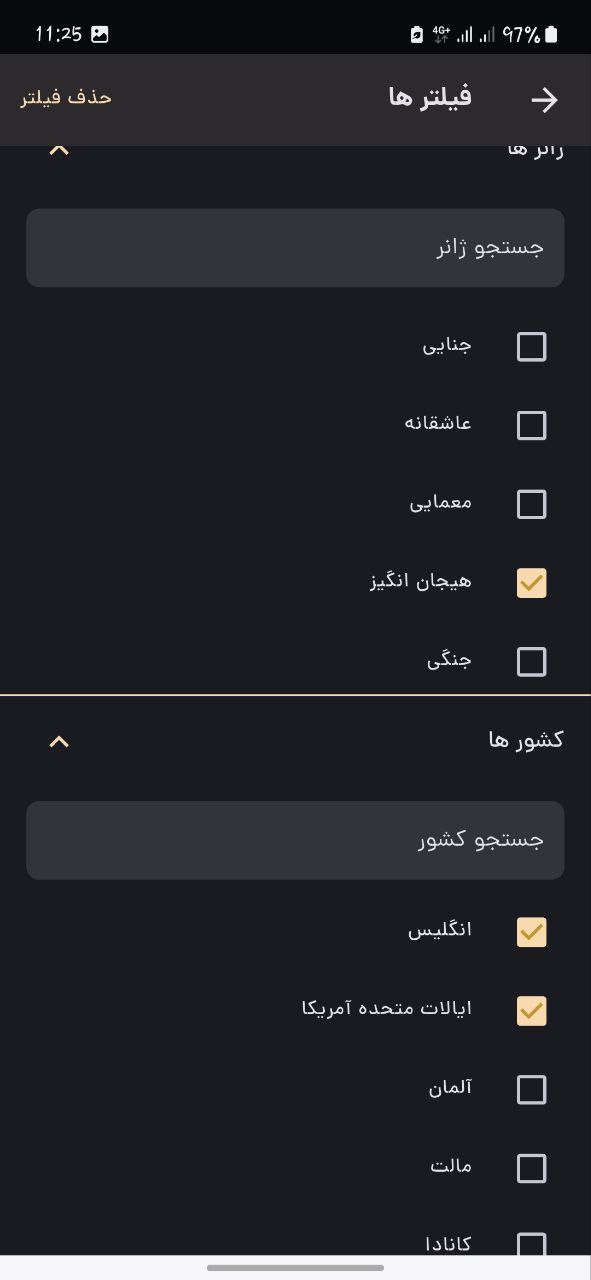 11:25
4G+ 97%
فیلتر ها
حذف فیلتر
ژانر ها
جستجو ژانر
جنایی
عاشقانه
معمایی
هیجان انگیز
جنگی
کشور ها
جستجو کشور
انگلیس
ایالات متحده آمریکا
آلمان
مالت
کانادا